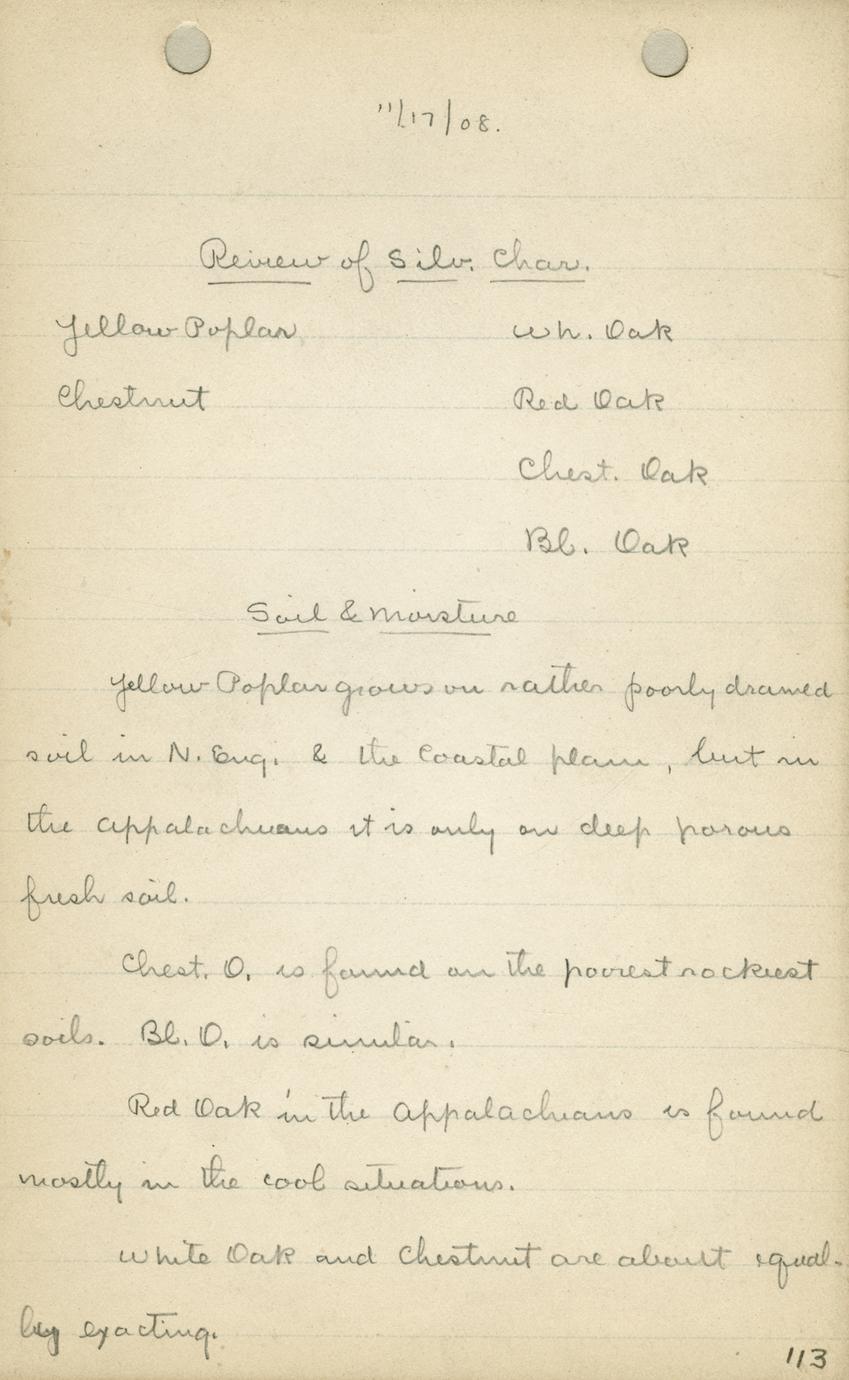 11/17/08.
Review of Silv. Char.
Yellow Poplar Wh. Oak
Chestnut Red Oak
Chest. Oak
Bl. Oak
Soil & Moisture
Yellow Poplar grows on rather poorly drained
soil in N. Eng. & the Coastal plain, but in
the Appalachians it is only on deep porous
fresh soil.
Chest. O. is found on the poorest rockiest
soils. Bl. O. is similar.
Red Oak in the Appalachians is found
mostly in the cool situations.
White Oak and Chestnut are about equal-
ly exacting.
113